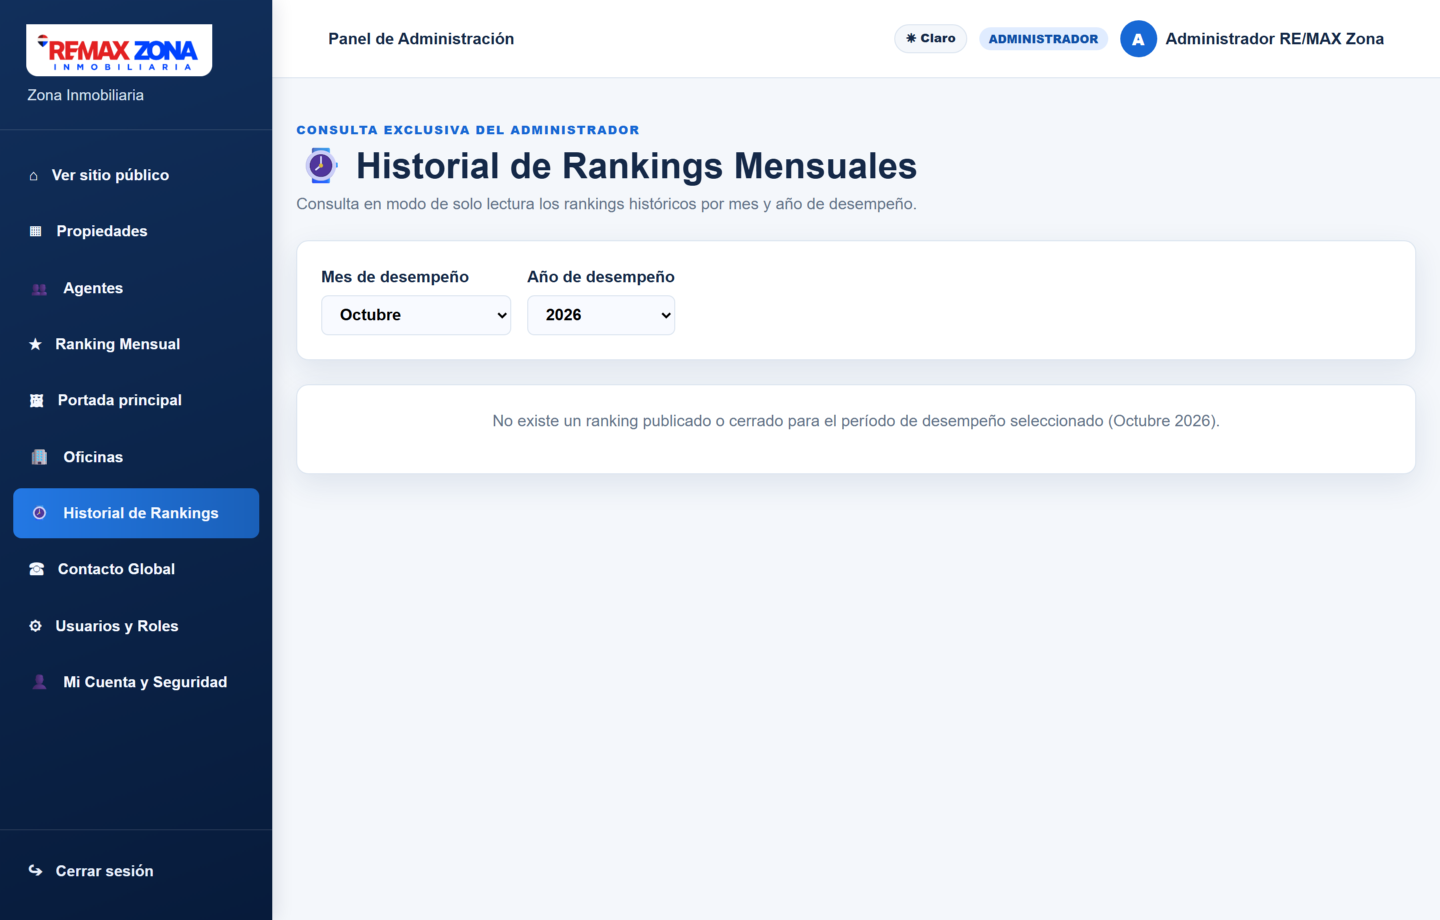 RE/MAX ZONA
INMOBILIARIA
Zona Inmobiliaria
Ver sitio público
Propiedades
Agentes
Ranking Mensual
Portada principal
Oficinas
Historial de Rankings
Contacto Global
Usuarios y Roles
Mi Cuenta y Seguridad
Cerrar sesión
Panel de Administración
Claro
ADMINISTRADOR
A
Administrador RE/MAX Zona
CONSULTA EXCLUSIVA DEL ADMINISTRADOR
Historial de Rankings Mensuales
Consulta en modo de solo lectura los rankings históricos por mes y año de desempeño.
Mes de desempeño
Año de desempeño
Octubre
2026
No existe un ranking publicado o cerrado para el período de desempeño seleccionado (Octubre 2026).